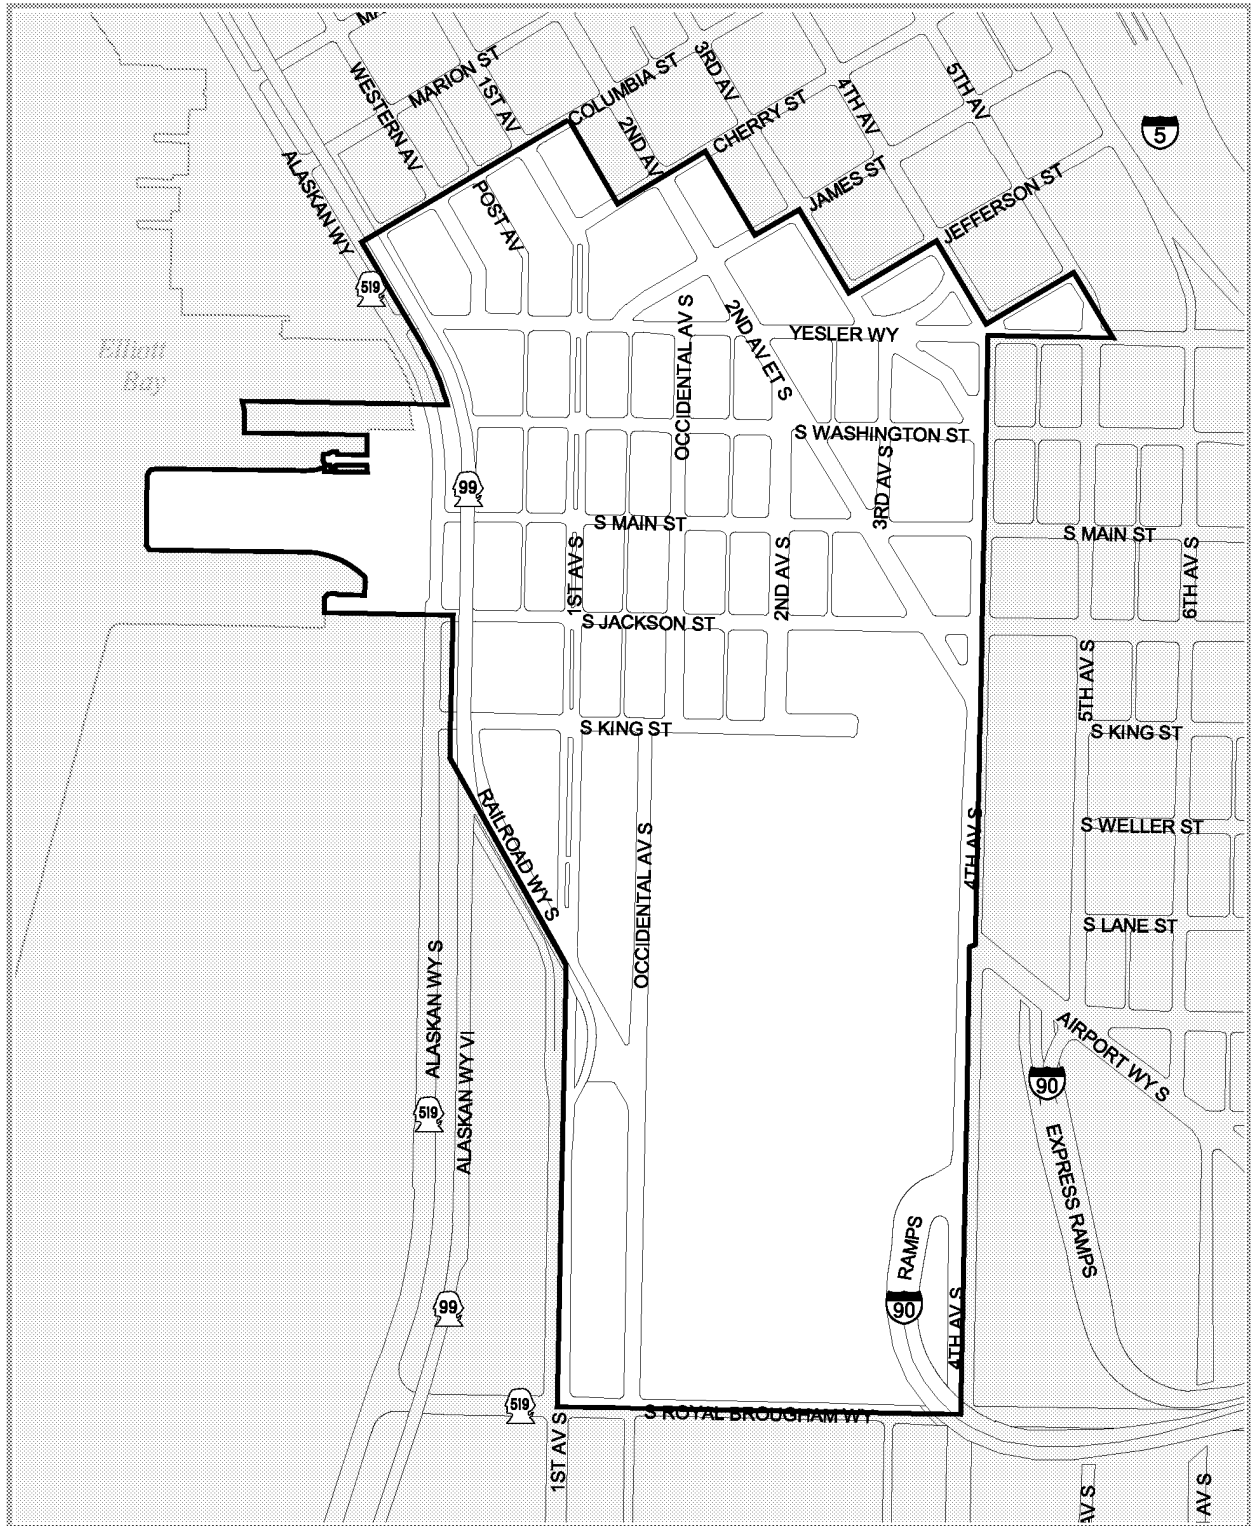 MARION ST
COLUMBIA ST
3RD AV
5TH AV
WESTERN AV
1ST AV
4TH AV
2ND AV
CHERRY ST
5
ALASKAN WY
JAMES ST
POST AV
JEFFERSON ST
519
Elliott
Bay
OCCIDENTAL AV S
2ND AV ET S
YESLER WY
S WASHINGTON ST
99
3RD AV S
S MAIN ST
S MAIN ST
1ST AV S
2ND AV S
6TH AV S
S JACKSON ST
5TH AV S
S KING ST
S KING ST
RAILROAD WY S
OCCIDENTAL AV S
4TH AV S
S WELLER ST
S LANE ST
ALASKAN WY S
ALASKAN WY VI
AIRPORT WY S
90
519
EXPRESS RAMPS
RAMPS
90
99
4TH AV S
519
S ROYAL BROUGHAM WY
1ST AV S
AV S
AV S